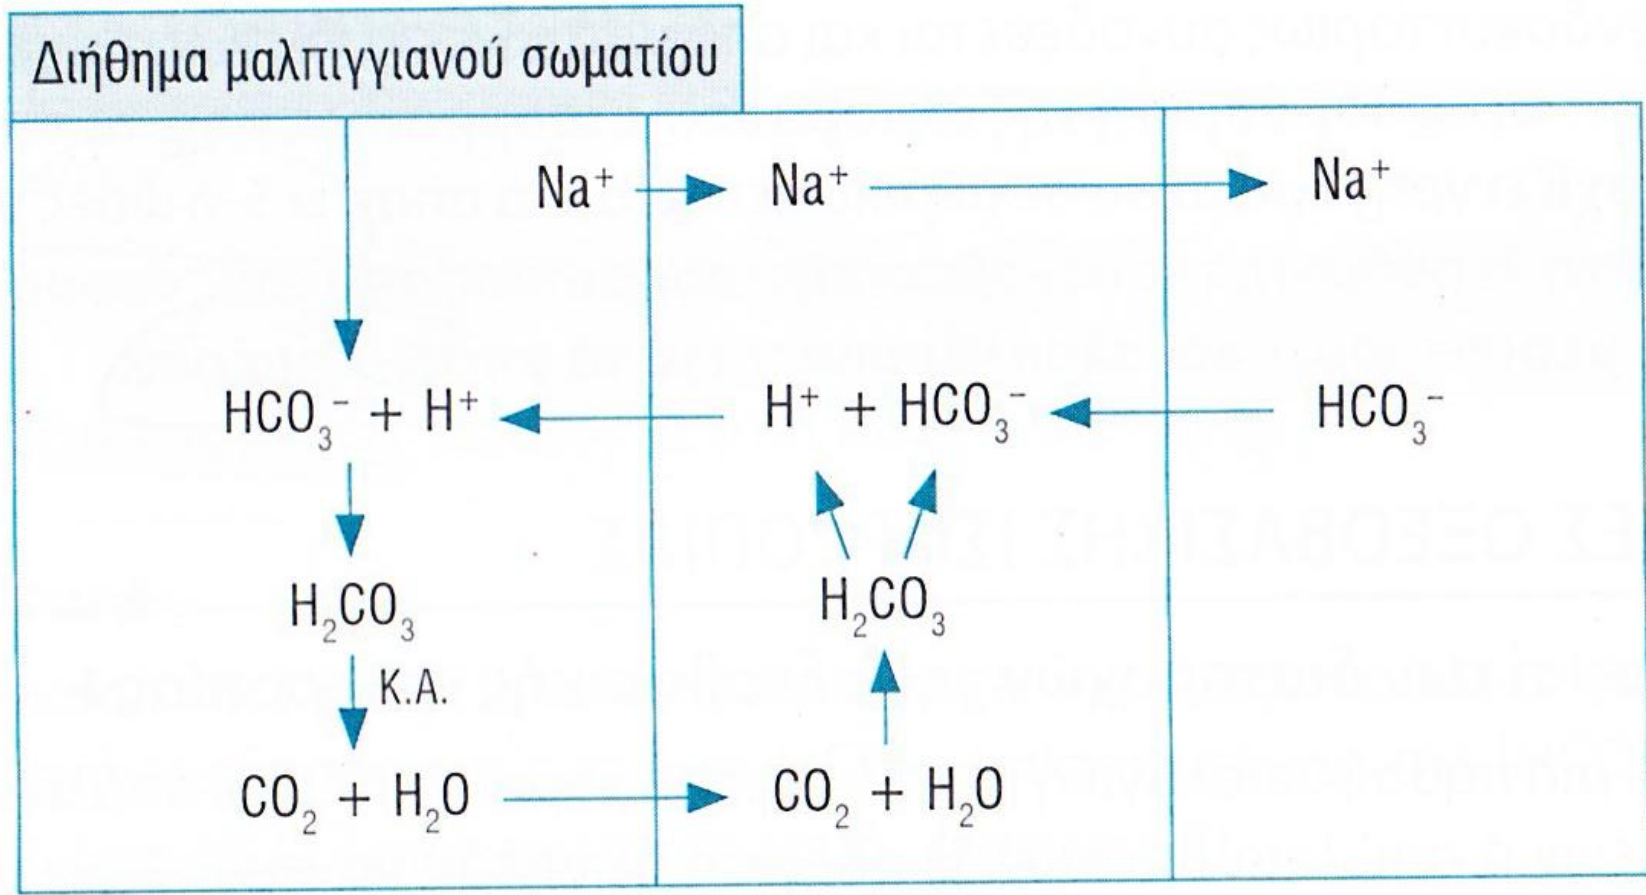 Διήθημα μαλπιγγιανού σωματίου
Na⁺ Na⁺ Na⁺
HCO₃⁻ + H⁺ H⁺ + HCO₃⁻ HCO₃⁻
H₂CO₃ H₂CO₃
K.A.
CO₂ + H₂O CO₂ + H₂O